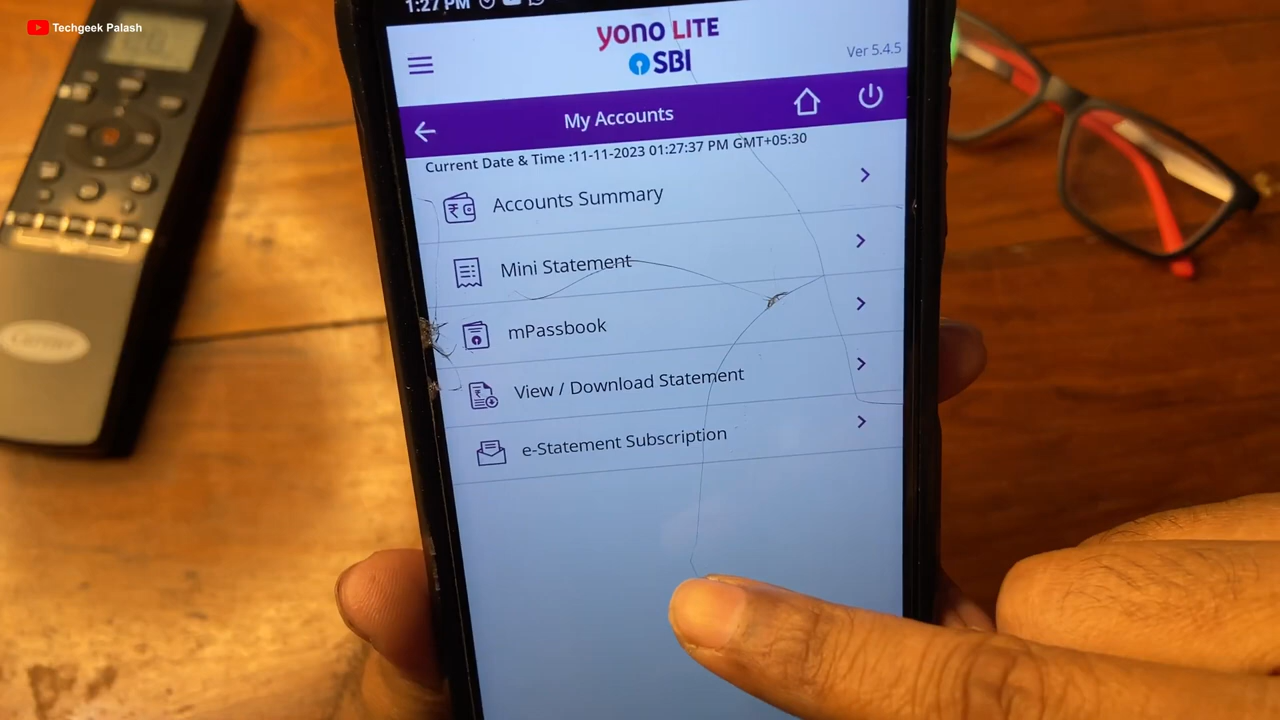 Techgeek Palash
1:27 PM
yono LITE
SBI
Ver 5.4.5
My Accounts
Current Date & Time :11-11-2023 01:27:37 PM GMT+05:30
Accounts Summary
Mini Statement
mPassbook
View / Download Statement
e-Statement Subscription
Carrier